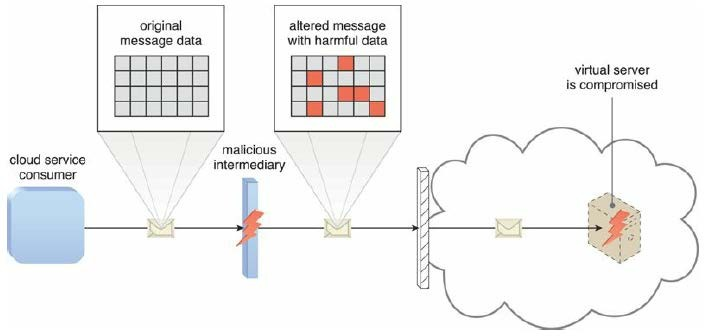 original
message data
altered message
with harmful data
virtual server
is compromised
cloud service
consumer
malicious
intermediary